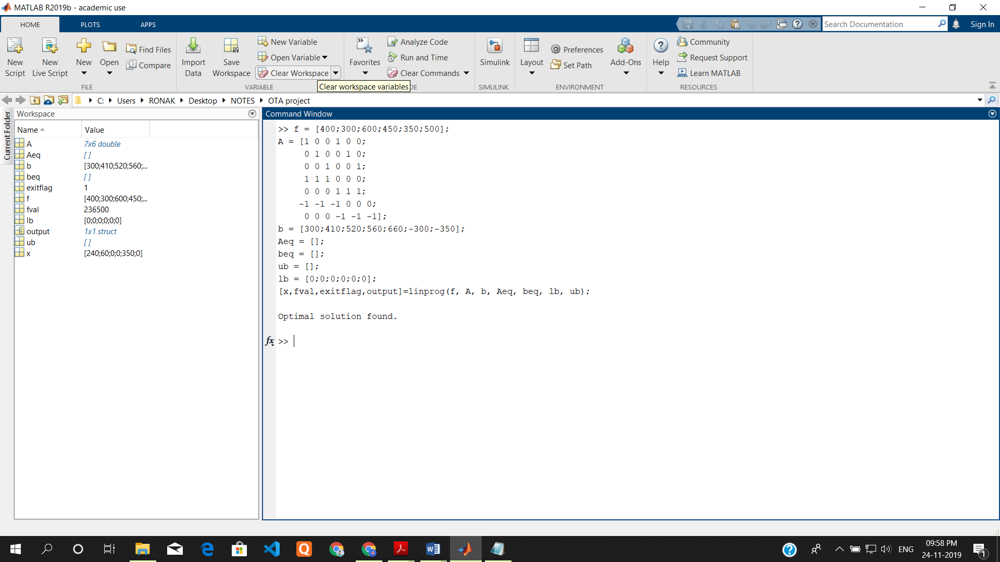 MATLAB R2019b - academic use
HOME PLOTS APPS
Search Documentation
Sign In
New Script
New Live Script
New
Open
Find Files
Compare
FILE
Import Data
Save Workspace
New Variable
Open Variable
Clear Workspace
VARIABLE
Favorites
Analyze Code
Run and Time
Clear Commands
DE
Clear workspace variables
Simulink
SIMULINK
Layout
Preferences
Set Path
Add-Ons
ENVIRONMENT
Help
Community
Request Support
Learn MATLAB
RESOURCES
C: Users RONAK Desktop NOTES OTA project
Current Folder
Workspace
Name Value
A 7x6 double
Aeq []
b [300;410;520;560;...
beq []
exitflag 1
f [400;300;600;450;...
fval 236500
lb [0;0;0;0;0;0]
output 1x1 struct
ub []
x [240;60;0;0;350;0]
Command Window
>> f = [400;300;600;450;350;500];
A = [1 0 0 1 0 0;
0 1 0 0 1 0;
0 0 1 0 0 1;
1 1 1 0 0 0;
0 0 0 1 1 1;
-1 -1 -1 0 0 0;
0 0 0 -1 -1 -1];
b = [300;410;520;560;660;-300;-350];
Aeq = [];
beq = [];
ub = [];
lb = [0;0;0;0;0;0];
[x,fval,exitflag,output]=linprog(f, A, b, Aeq, beq, lb, ub);
Optimal solution found.
fx >>
ENG
09:58 PM
24-11-2019
1